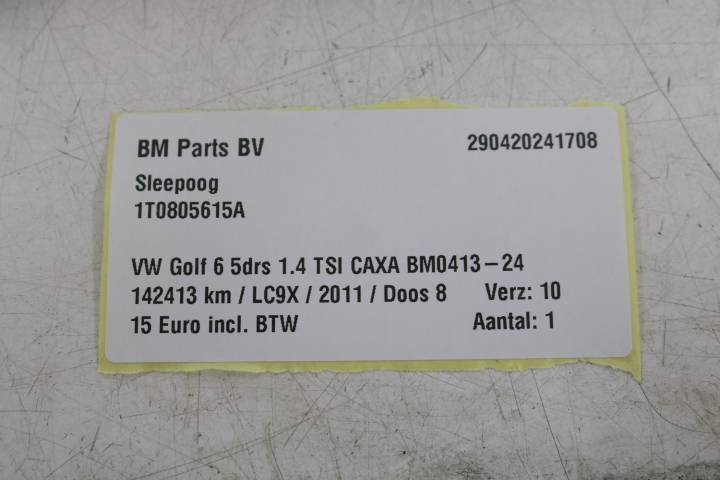 BM Parts BV 290420241708
Sleepoog
1T0805615A
VW Golf 6 5drs 1.4 TSI CAXA BM0413-24
142413 km / LC9X / 2011 / Doos 8 Verz: 10
15 Euro incl. BTW Aantal: 1